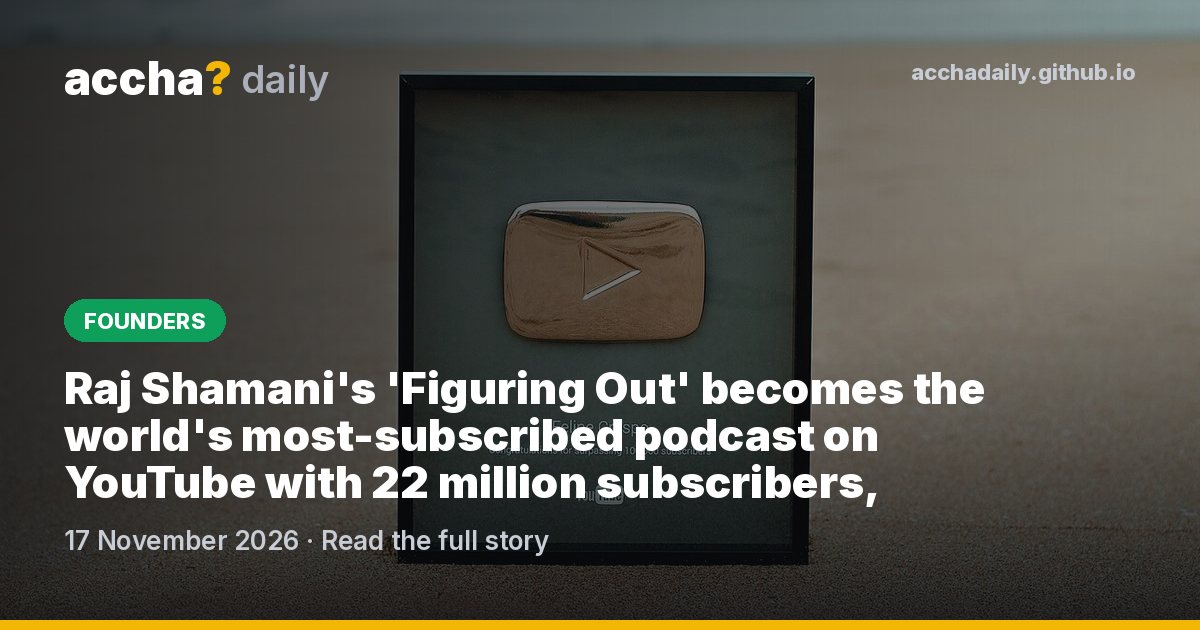 accha? daily
acchadaily.github.io
FOUNDERS
Raj Shamani's 'Figuring Out' becomes the
world's most-subscribed podcast on
YouTube with 22 million subscribers,
17 November 2026 · Read the full story